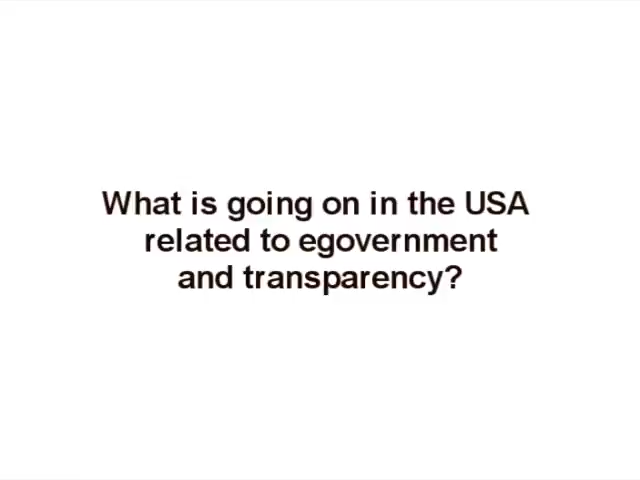 What is going on in the USA
related to egovernment
and transparency?